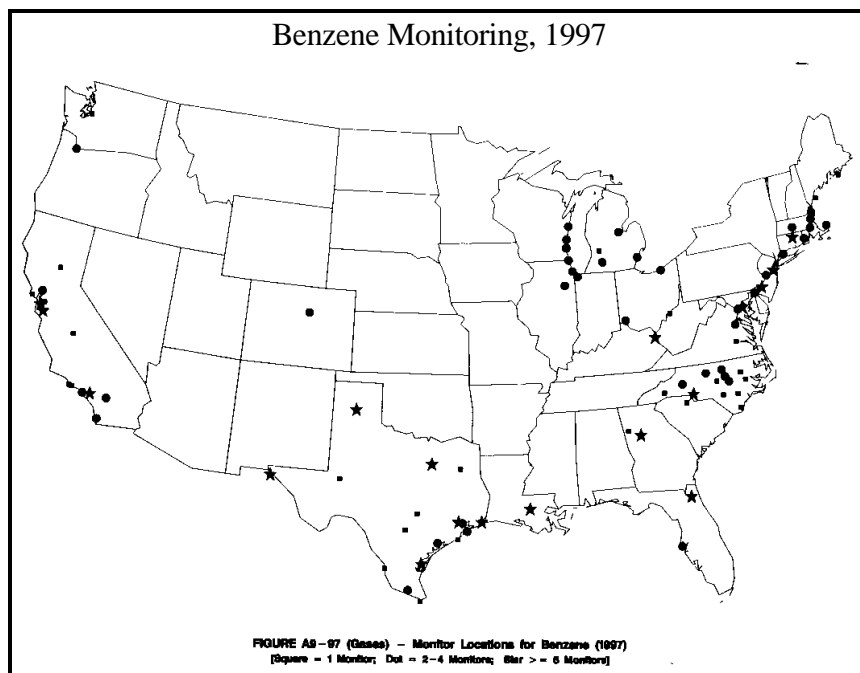 Benzene Monitoring, 1997
FIGURE A9-97 (Gases) - Monitor Locations for Benzene (1997)
[Square = 1 Monitor; Dot = 2-4 Monitors; Star >= 5 Monitors]